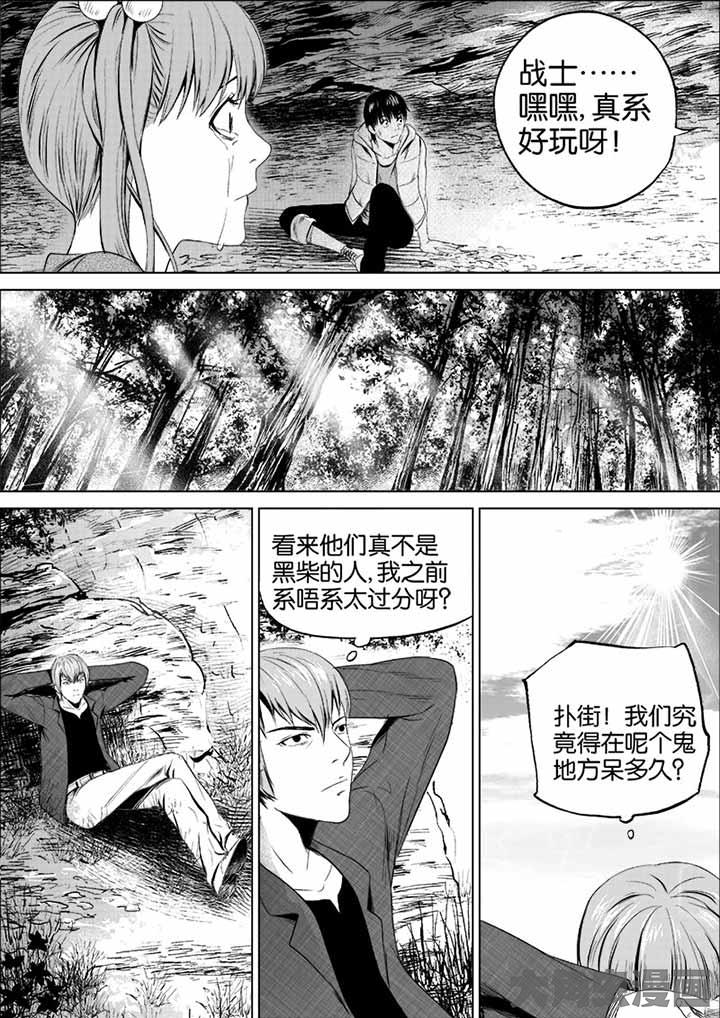 战士……
嘿嘿,真系
好玩呀!
看来他们真不是
黑柴的人,我之前
系唔系太过分呀?
扑街!我们究
竟得在呢个鬼
地方呆多久?